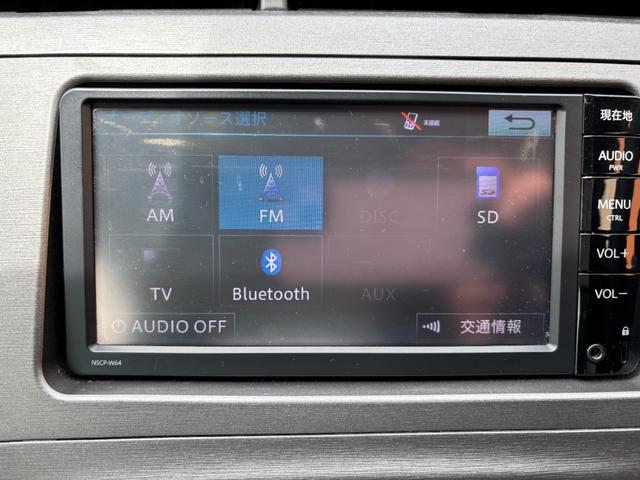 オーディオソース選択
未接続
AM
FM
DISC
SD
TV
Bluetooth
AUX
AUDIO OFF
交通情報
NSCP-W64
現在地
AUDIO
PWR
MENU
CTRL
VOL+
VOL−